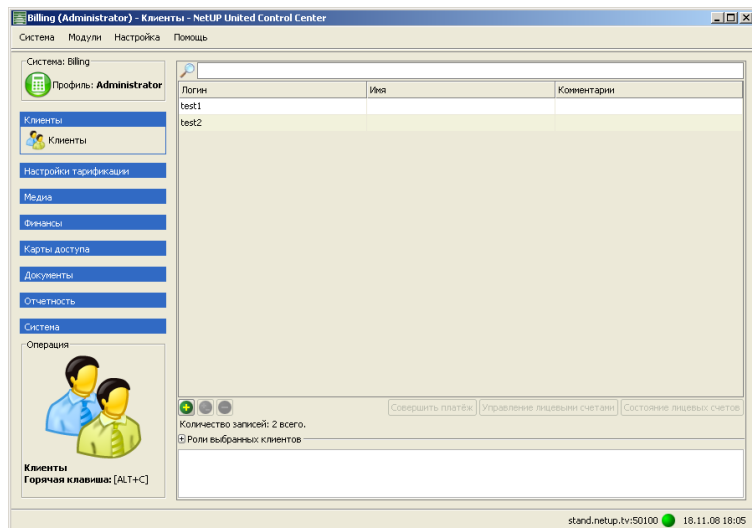 Billing (Administrator) - Клиенты - NetUP United Control Center
Система Модули Настройка Помощь
Система: Billing
Профиль: Administrator
Клиенты
Клиенты
Настройки тарификации
Медиа
Финансы
Карты доступа
Документы
Отчетность
Система
Операция
Клиенты
Горячая клавиша: [ALT+C]
Логин Имя Комментарии
test1
test2
Совершить платёж Управление лицевыми счетами Состояние лицевых счетов
Количество записей: 2 всего.
Роли выбранных клиентов
stand.netup.tv:50100 18.11.08 18:05